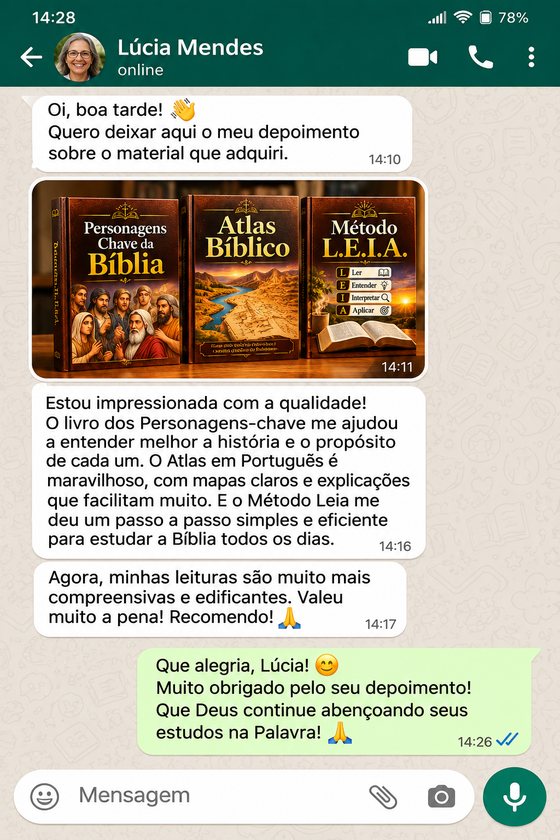 14:28
78%
Lúcia Mendes
online
Oi, boa tarde! 👋
Quero deixar aqui o meu depoimento
sobre o material que adquiri.
14:10
Personagens
Chave da
Bíblia
Atlas
Bíblico
Método
L.E.I.A.
L Ler
E Entender
I Interpretar
A Aplicar
14:11
Estou impressionada com a qualidade!
O livro dos Personagens-chave me ajudou
a entender melhor a história e o propósito
de cada um. O Atlas em Português é
maravilhoso, com mapas claros e explicações
que facilitam muito. E o Método Leia me
deu um passo a passo simples e eficiente
para estudar a Bíblia todos os dias.
14:16
Agora, minhas leituras são muito mais
compreensivas e edificantes. Valeu
muito a pena! Recomendo! 🙏
14:17
Que alegria, Lúcia! 😊
Muito obrigado pelo seu depoimento!
Que Deus continue abençoando seus
estudos na Palavra! 🙏
14:26
Mensagem